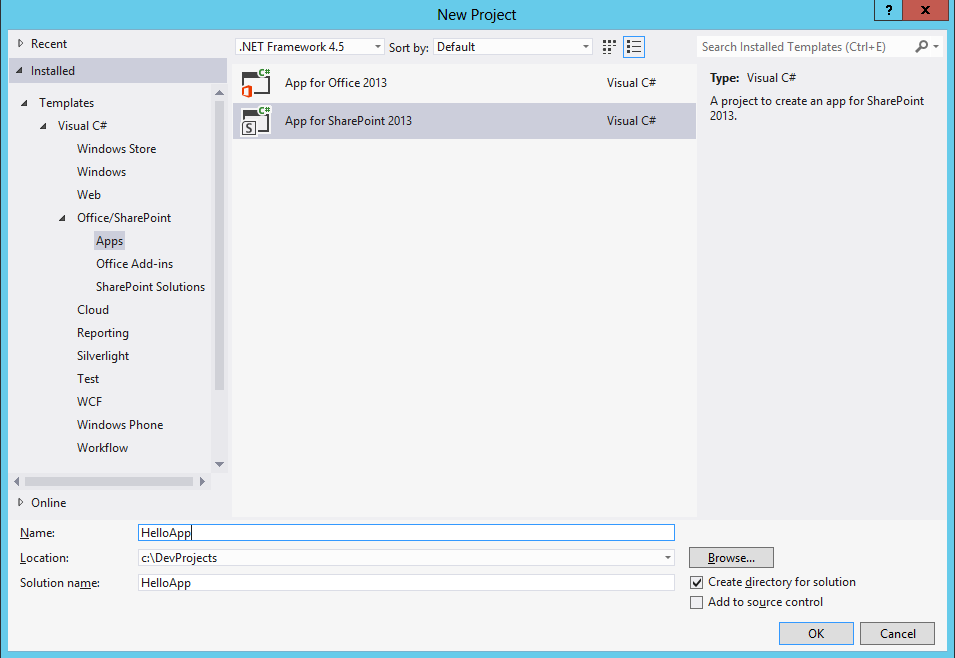 New Project
?
x
Recent
Installed
Templates
Visual C#
Windows Store
Windows
Web
Office/SharePoint
Apps
Office Add-ins
SharePoint Solutions
Cloud
Reporting
Silverlight
Test
WCF
Windows Phone
Workflow
Online
.NET Framework 4.5
Sort by: Default
C#
App for Office 2013 Visual C#
C#
S
App for SharePoint 2013 Visual C#
Search Installed Templates (Ctrl+E)
Type: Visual C#
A project to create an app for SharePoint
2013.
Name: HelloApp
Location: c:\DevProjects
Browse...
Solution name: HelloApp
Create directory for solution
Add to source control
OK
Cancel